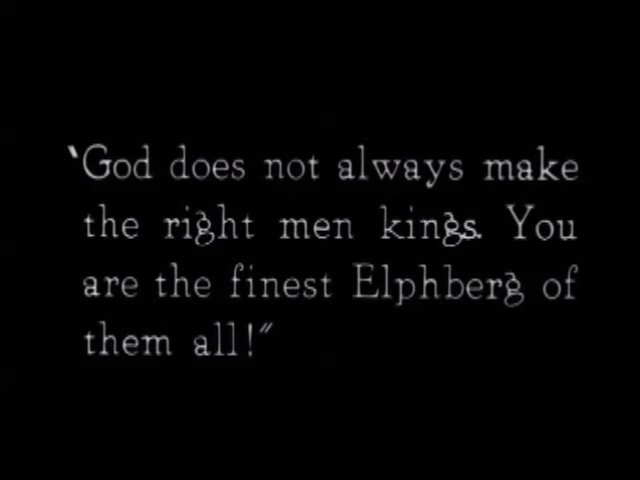 "God does not always make
the right men kings. You
are the finest Elphberg of
them all!"